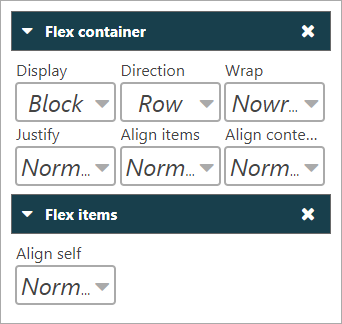 Flex container
Display Direction Wrap
Block Row Nowr...
Justify Align items Align conte...
Norm... Norm... Norm...
Flex items
Align self
Norm...